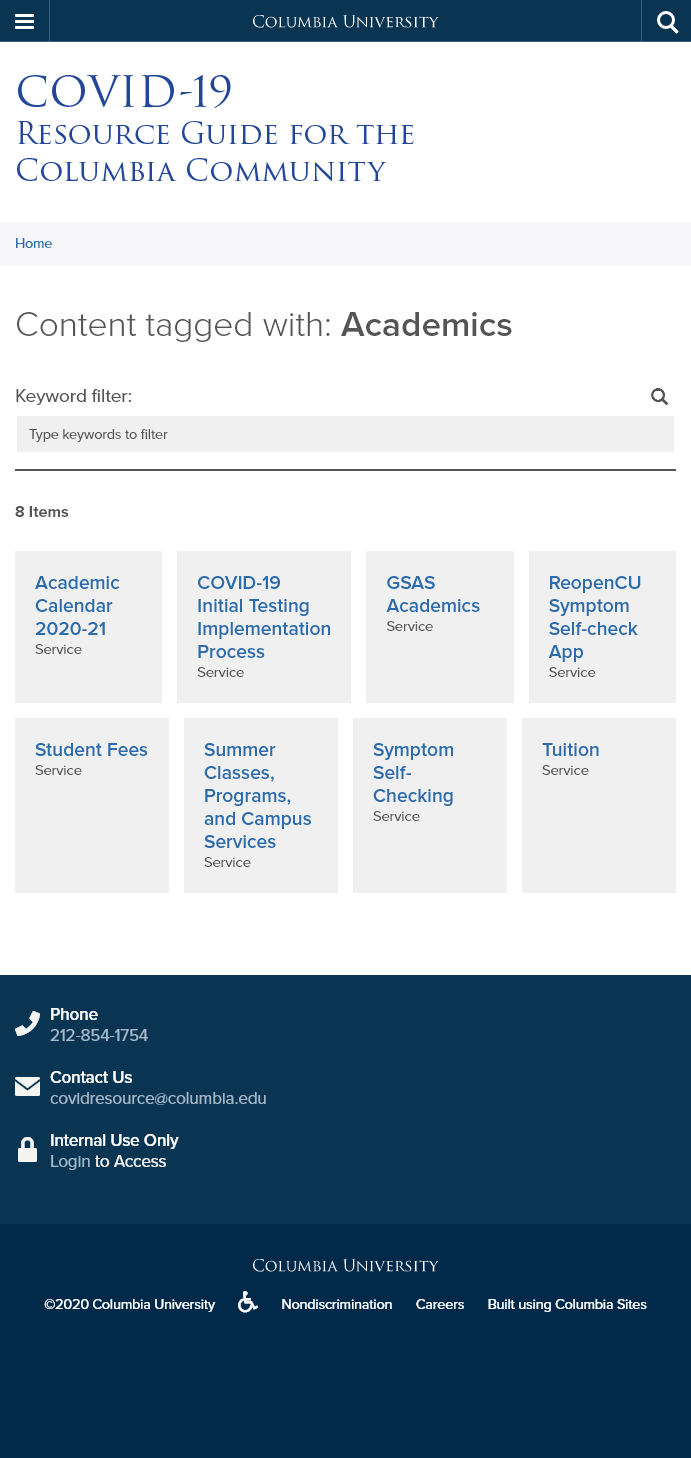 Columbia University
COVID-19
Resource Guide for the
Columbia Community
Home
Content tagged with: Academics
Keyword filter:
Type keywords to filter
8 Items
Academic
Calendar
2020-21
Service
COVID-19
Initial Testing
Implementation
Process
Service
GSAS
Academics
Service
ReopenCU
Symptom
Self-check
App
Service
Student Fees
Service
Summer
Classes,
Programs,
and Campus
Services
Service
Symptom
Self-
Checking
Service
Tuition
Service
Phone
212-854-1754
Contact Us
covidresource@columbia.edu
Internal Use Only
Login to Access
Columbia University
©2020 Columbia University Nondiscrimination Careers Built using Columbia Sites